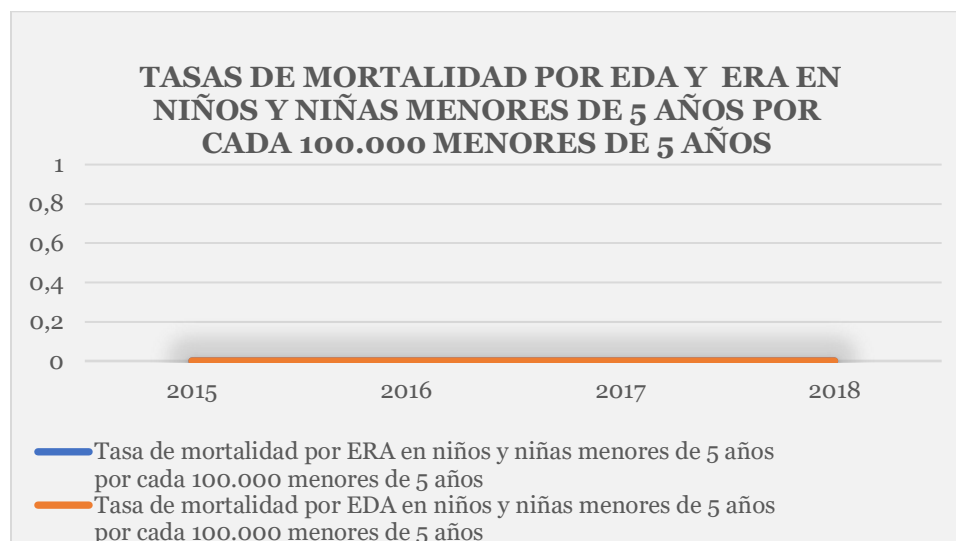 TASAS DE MORTALIDAD POR EDA Y  ERA EN
NIÑOS Y NIÑAS MENORES DE 5 AÑOS POR
CADA 100.000 MENORES DE 5 AÑOS
1
0,8
0,6
0,4
0,2
0
2015 2016 2017 2018
Tasa de mortalidad por ERA en niños y niñas menores de 5 años
por cada 100.000 menores de 5 años
Tasa de mortalidad por EDA en niños y niñas menores de 5 años
por cada 100.000 menores de 5 años